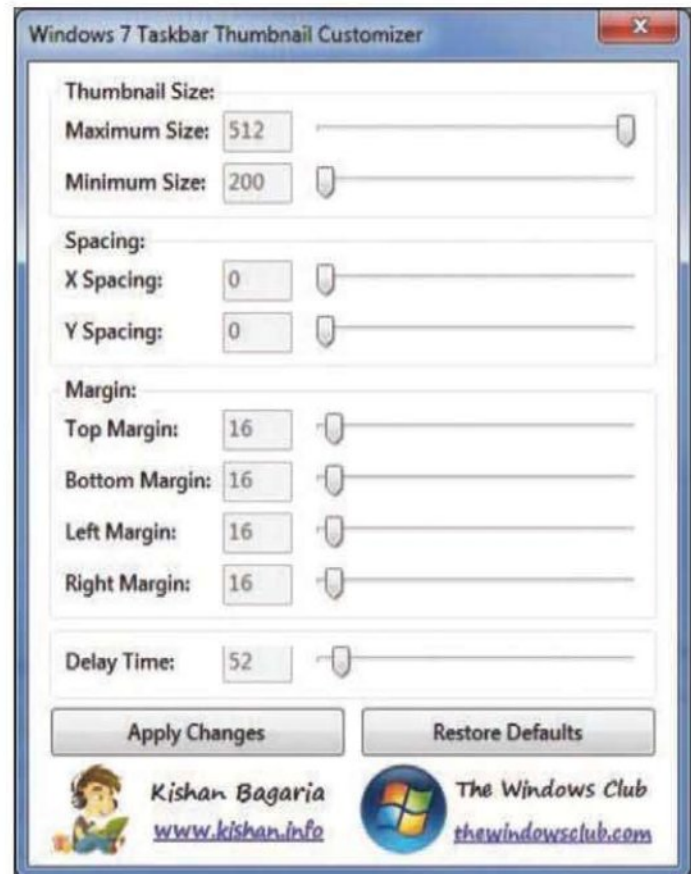 Windows 7 Taskbar Thumbnail Customizer
Thumbnail Size:
Maximum Size: 512
Minimum Size: 200
Spacing:
X Spacing: 0
Y Spacing: 0
Margin:
Top Margin: 16
Bottom Margin: 16
Left Margin: 16
Right Margin: 16
Delay Time: 52
Apply Changes Restore Defaults
Kishan Bagaria The Windows Club
www.kishan.info thewindowsclub.com